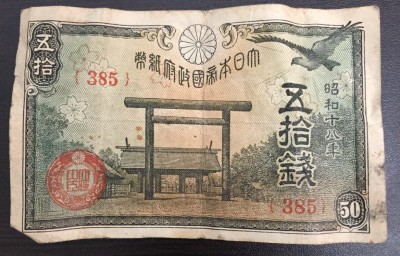 大日本帝國政府紙幣
五拾
{385}
昭和十八年
五拾錢
{385}
50